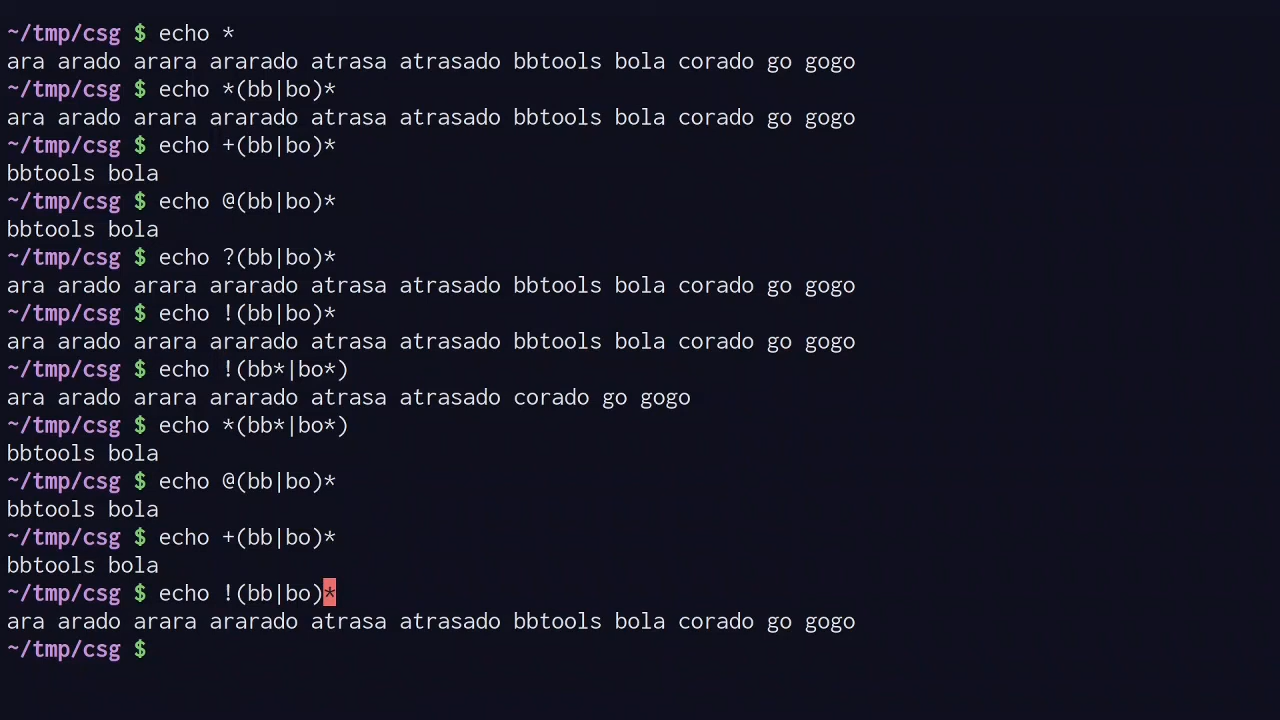 ~/tmp/csg $ echo *
ara arado arara ararado atrasa atrasado bbtools bola corado go gogo
~/tmp/csg $ echo *(bb|bo)*
ara arado arara ararado atrasa atrasado bbtools bola corado go gogo
~/tmp/csg $ echo +(bb|bo)*
bbtools bola
~/tmp/csg $ echo @(bb|bo)*
bbtools bola
~/tmp/csg $ echo ?(bb|bo)*
ara arado arara ararado atrasa atrasado bbtools bola corado go gogo
~/tmp/csg $ echo !(bb|bo)*
ara arado arara ararado atrasa atrasado bbtools bola corado go gogo
~/tmp/csg $ echo !(bb*|bo*)
ara arado arara ararado atrasa atrasado corado go gogo
~/tmp/csg $ echo *(bb*|bo*)
bbtools bola
~/tmp/csg $ echo @(bb|bo)*
bbtools bola
~/tmp/csg $ echo +(bb|bo)*
bbtools bola
~/tmp/csg $ echo !(bb|bo)*
ara arado arara ararado atrasa atrasado bbtools bola corado go gogo
~/tmp/csg $